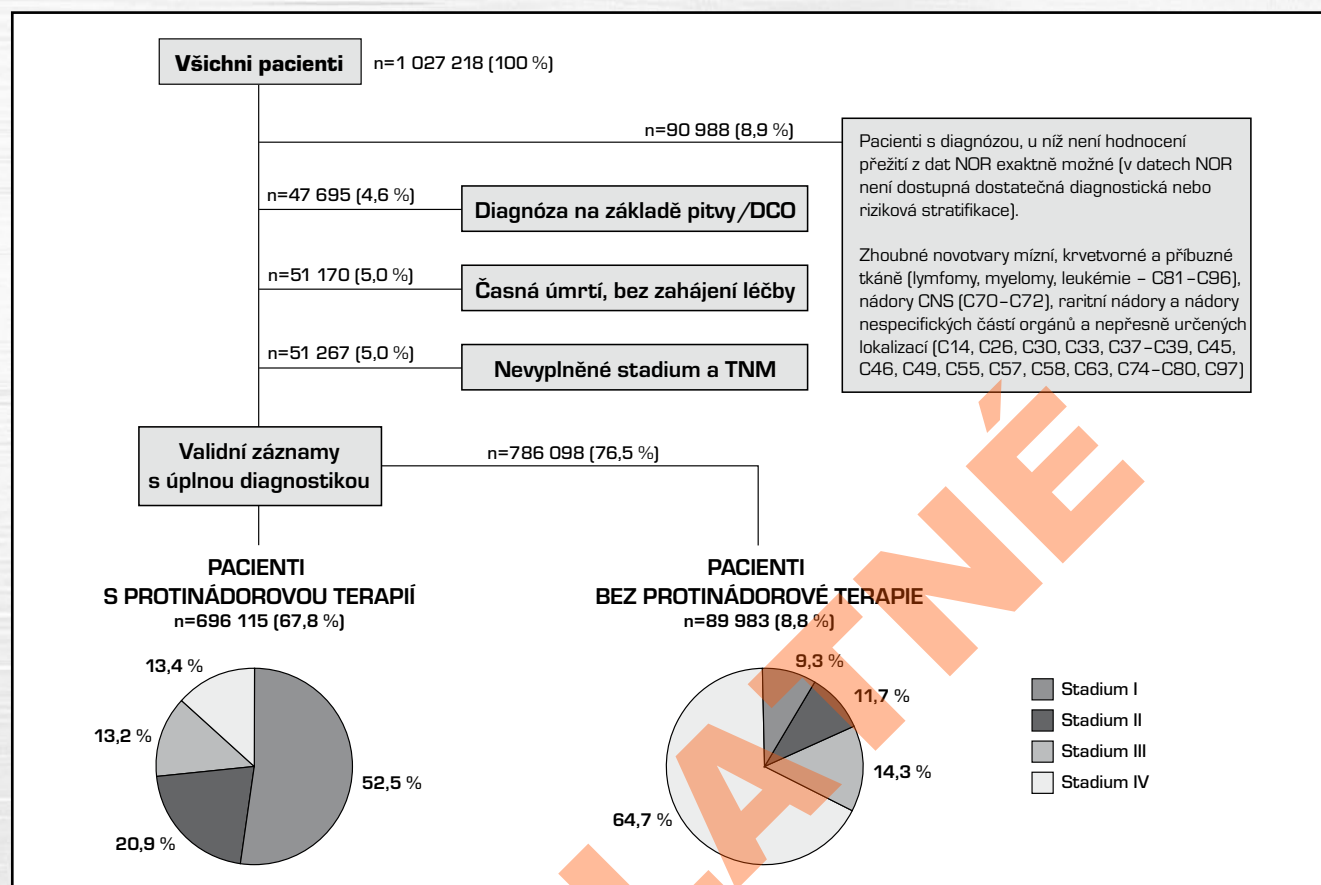 Všichni pacienti
n=1 027 218 (100 %)
n=90 988 (8,9 %)
Pacienti s diagnózou, u níž není hodnocení
přežití z dat NOR exaktně možné (v datech NOR
není dostupná dostatečná diagnostická nebo
riziková stratifikace).
Zhoubné novotvary mízní, krvetvorné a příbuzné
tkáně (lymfomy, myelomy, leukémie – C81–C96),
nádory CNS (C70–C72), raritní nádory a nádory
nespecifických částí orgánů a nepřesně určených
lokalizací (C14, C26, C30, C33, C37–C39, C45,
C46, C49, C55, C57, C58, C63, C74–C80, C97)
n=47 695 (4,6 %)
Diagnóza na základě pitvy/DCO
n=51 170 (5,0 %)
Časná úmrtí, bez zahájení léčby
n=51 267 (5,0 %)
Nevyplněné stadium a TNM
Validní záznamy
s úplnou diagnostikou
n=786 098 (76,5 %)
PACIENTI
S PROTINÁDOROVOU TERAPIÍ
n=696 115 (67,8 %)
13,4 %
13,2 %
52,5 %
20,9 %
PACIENTI
BEZ PROTINÁDOROVÉ TERAPIE
n=89 983 (8,8 %)
9,3 %
11,7 %
14,3 %
64,7 %
Stadium I
Stadium II
Stadium III
Stadium IV
LATNÉ